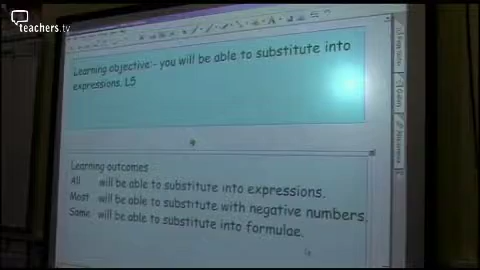 teachers.tv
Learning objective:- you will be able to substitute into
expressions. L5
Learning outcomes
All will be able to substitute into expressions.
Most will be able to substitute with negative numbers.
Some will be able to substitute into formulae.